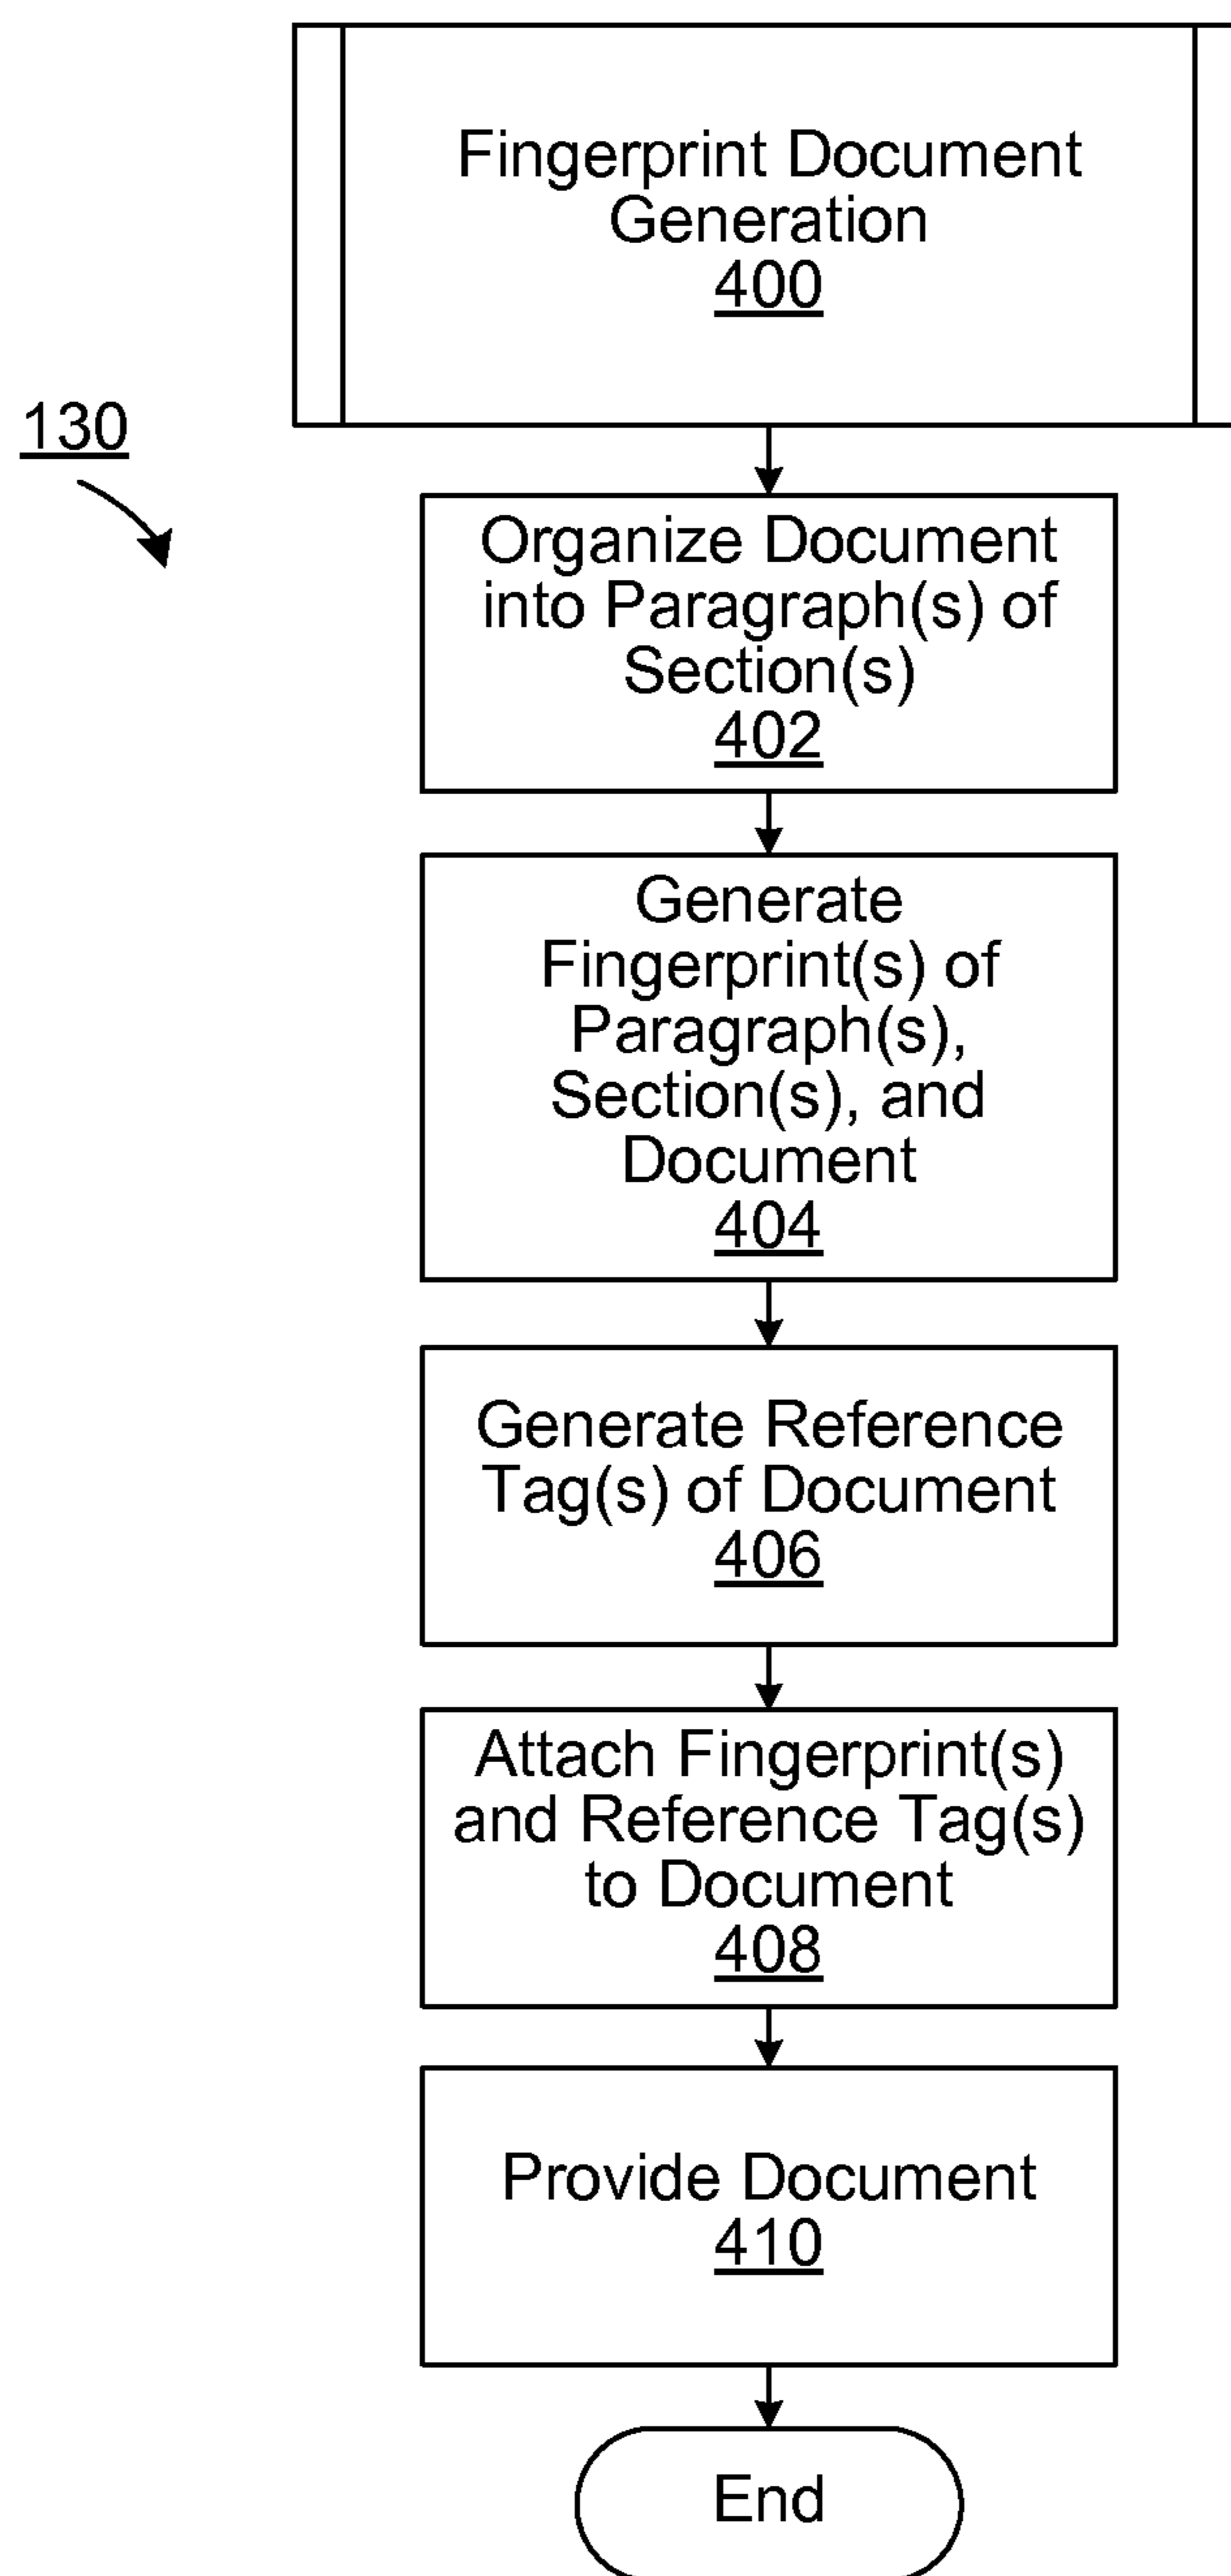 Fingerprint Document
Generation
400
130
Organize Document
into Paragraph(s) of
Section(s)
402
Generate
Fingerprint(s) of
Paragraph(s),
Section(s), and
Document
404
Generate Reference
Tag(s) of Document
406
Attach Fingerprint(s)
and Reference Tag(s)
to Document
408
Provide Document
410
End